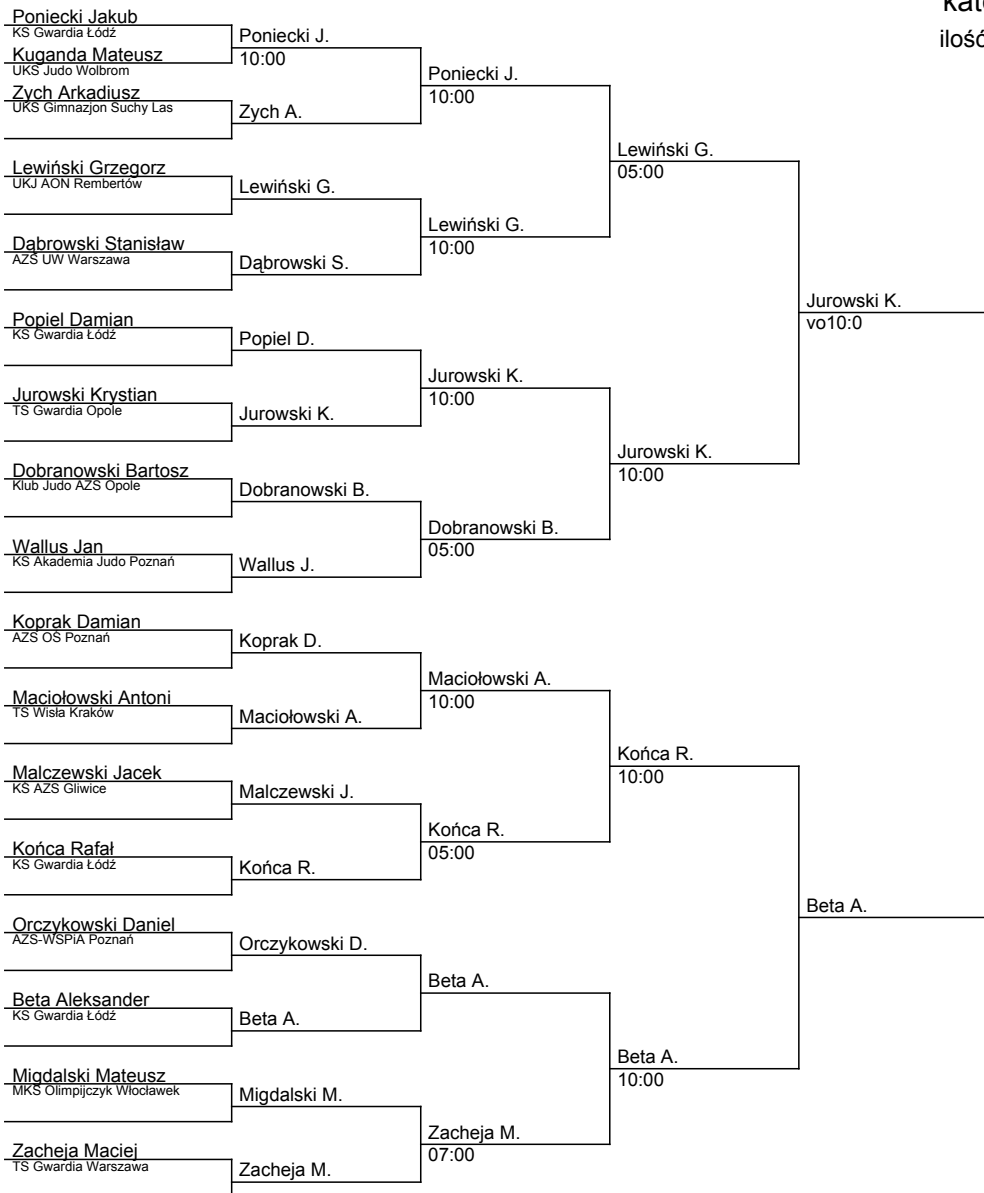 kate
ilość
Poniecki Jakub
KS Gwardia Łódź
Kuganda Mateusz
UKS Judo Wolbrom
Zych Arkadiusz
UKS Gimnazjon Suchy Las
Lewiński Grzegorz
UKJ AON Rembertów
Dąbrowski Stanisław
AZS UW Warszawa
Popiel Damian
KS Gwardia Łódź
Jurowski Krystian
TS Gwardia Opole
Dobranowski Bartosz
Klub Judo AZS Opole
Wallus Jan
KS Akademia Judo Poznań
Koprak Damian
AZS OŚ Poznań
Maciołowski Antoni
TS Wisła Kraków
Malczewski Jacek
KŚ AZS Gliwice
Końca Rafał
KS Gwardia Łódź
Orczykowski Daniel
AZS-WSPiA Poznań
Beta Aleksander
KS Gwardia Łódź
Migdalski Mateusz
MKS Olimpijczyk Włocławek
Zacheja Maciej
TS Gwardia Warszawa
Poniecki J.
10:00
Zych A.
Lewiński G.
Dąbrowski S.
Popiel D.
Jurowski K.
Dobranowski B.
Wallus J.
Koprak D.
Maciołowski A.
Malczewski J.
Końca R.
Orczykowski D.
Beta A.
Migdalski M.
Zacheja M.
Poniecki J.
10:00
Lewiński G.
10:00
Jurowski K.
10:00
Dobranowski B.
05:00
Maciołowski A.
10:00
Końca R.
05:00
Beta A.
Zacheja M.
07:00
Lewiński G.
05:00
Jurowski K.
10:00
Końca R.
10:00
Beta A.
10:00
Jurowski K.
vo10:0
Beta A.